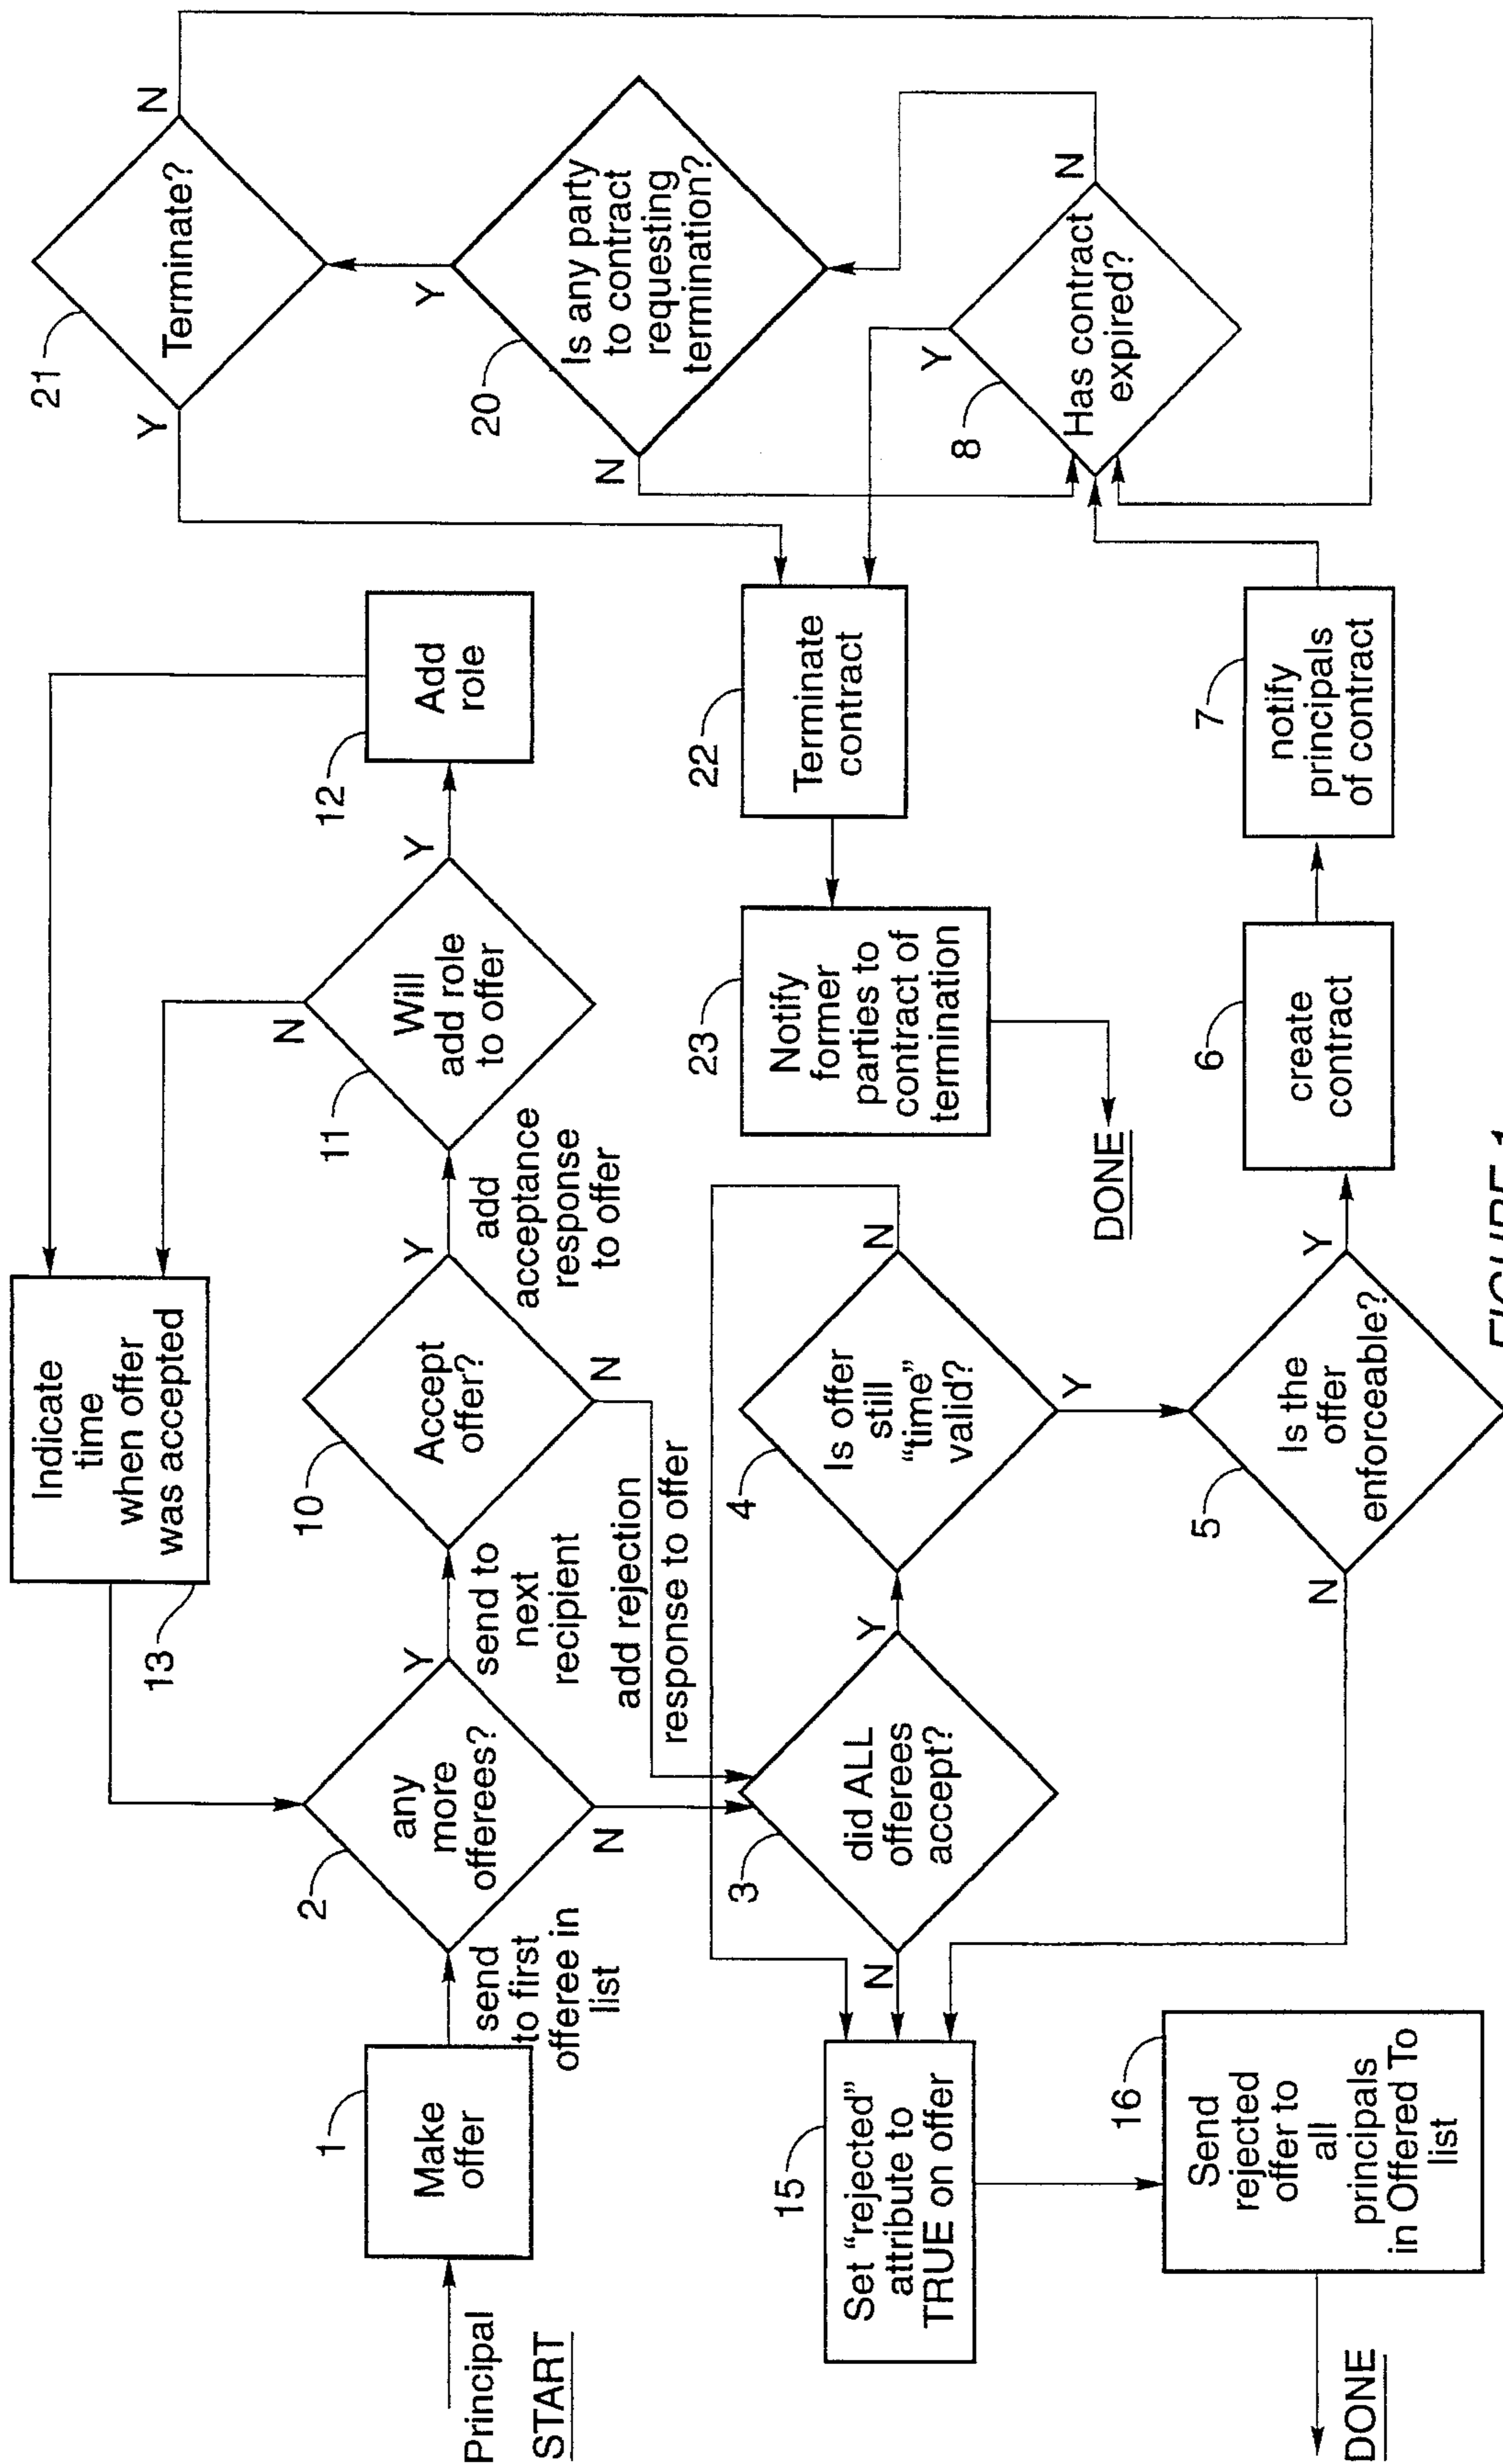 Principal
START
1
Make
offer
send
to first
offeree in
list
2
any
more
offerees?
Y
N
send to
next
recipient
10
Accept
offer?
Y
N
add
acceptance
response
to offer
add rejection
response to offer
11
Will
add role
to offer
Y
N
12
Add
role
13
Indicate
time
when offer
was accepted
3
did ALL
offerees
accept?
Y
N
4
Is offer
still
“time”
valid?
N
Y
5
Is the
offer
enforceable?
Y
N
15
Set “rejected”
attribute to
TRUE on offer
16
Send
rejected
offer to
all
principals
in Offered To
list
DONE
6
create
contract
7
notify
principals
of contract
8
Has contract
expired?
Y
N
20
Is any party
to contract
requesting
termination?
Y
N
21
Terminate?
Y
N
22
Terminate
contract
23
Notify
former
parties to
contract of
termination
DONE
FIGURE 1